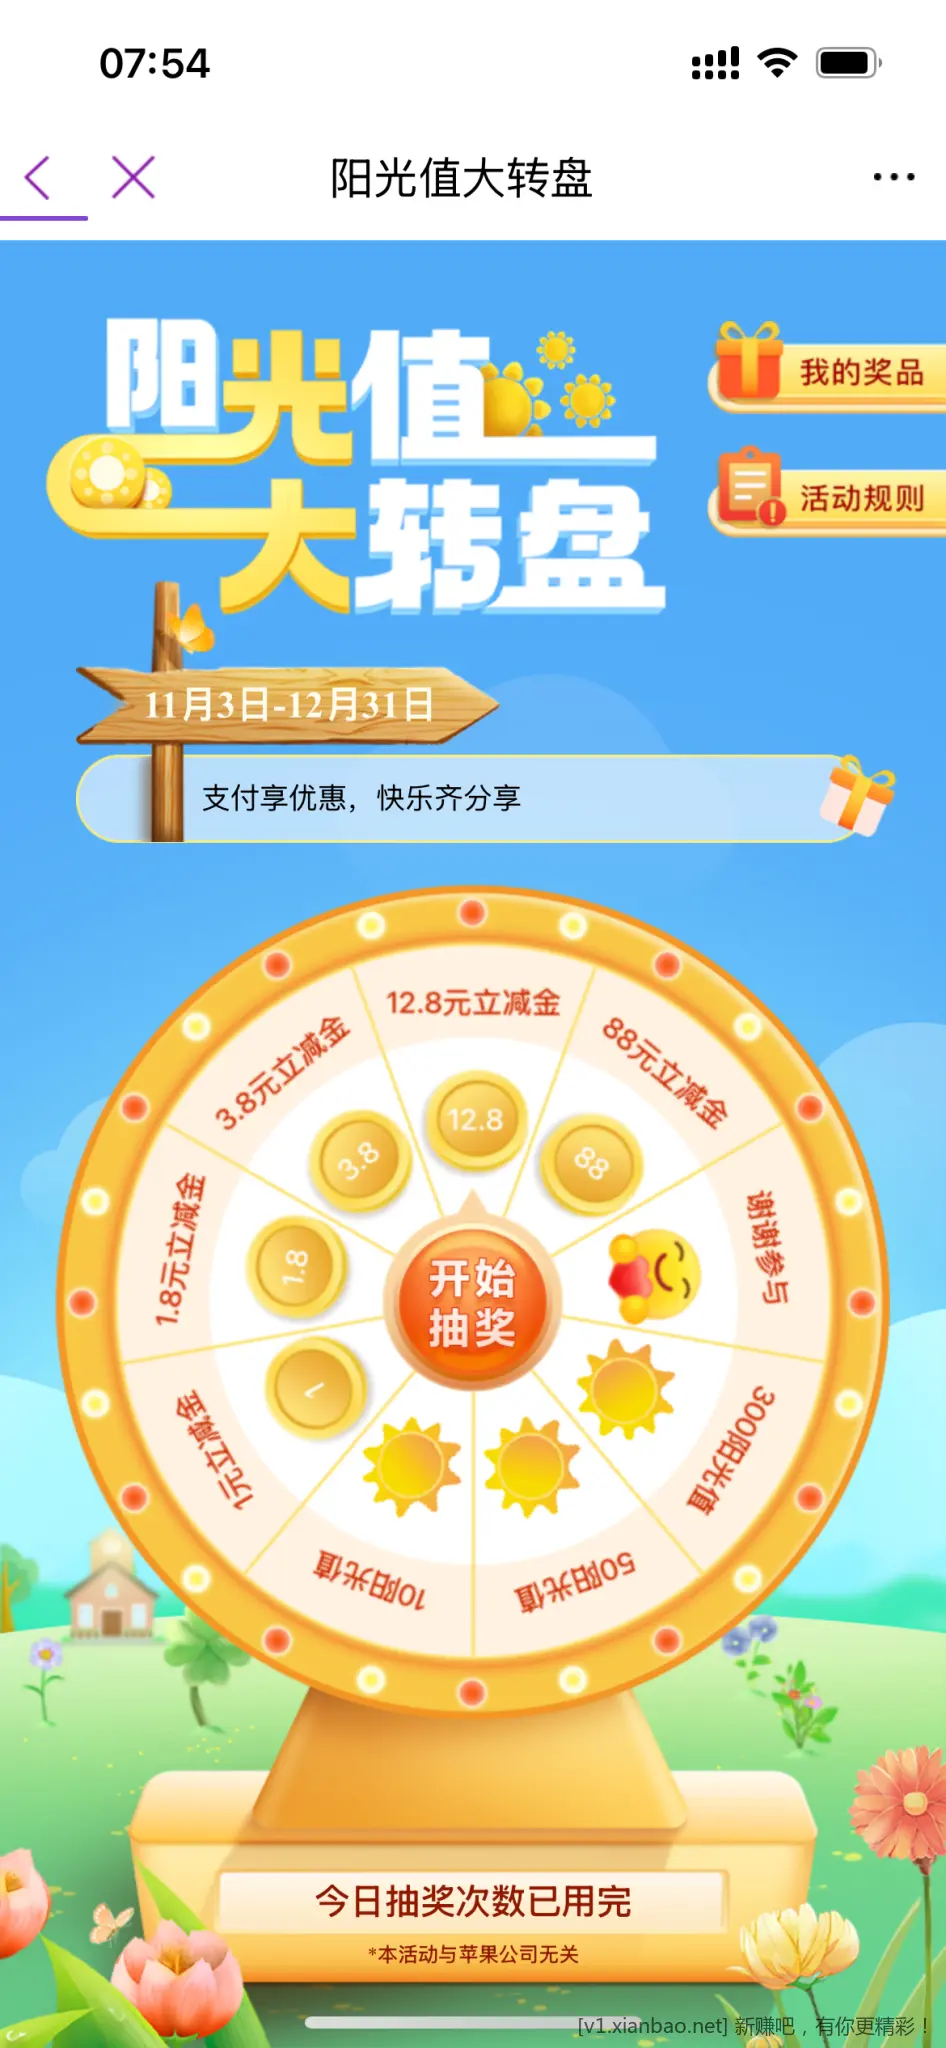 07:54
阳光值大转盘
阳光值
大转盘
我的奖品
活动规则
11月3日-12月31日
支付享优惠，快乐齐分享
12.8元立减金
88元立减金
谢谢参与
300阳光值
50阳光值
10阳光值
1元立减金
1.8元立减金
3.8元立减金
12.8
88
3.8
1.8
1
开始
抽奖
今日抽奖次数已用完
*本活动与苹果公司无关
[v1.xianbao.net] 新赚吧，有你更精彩！